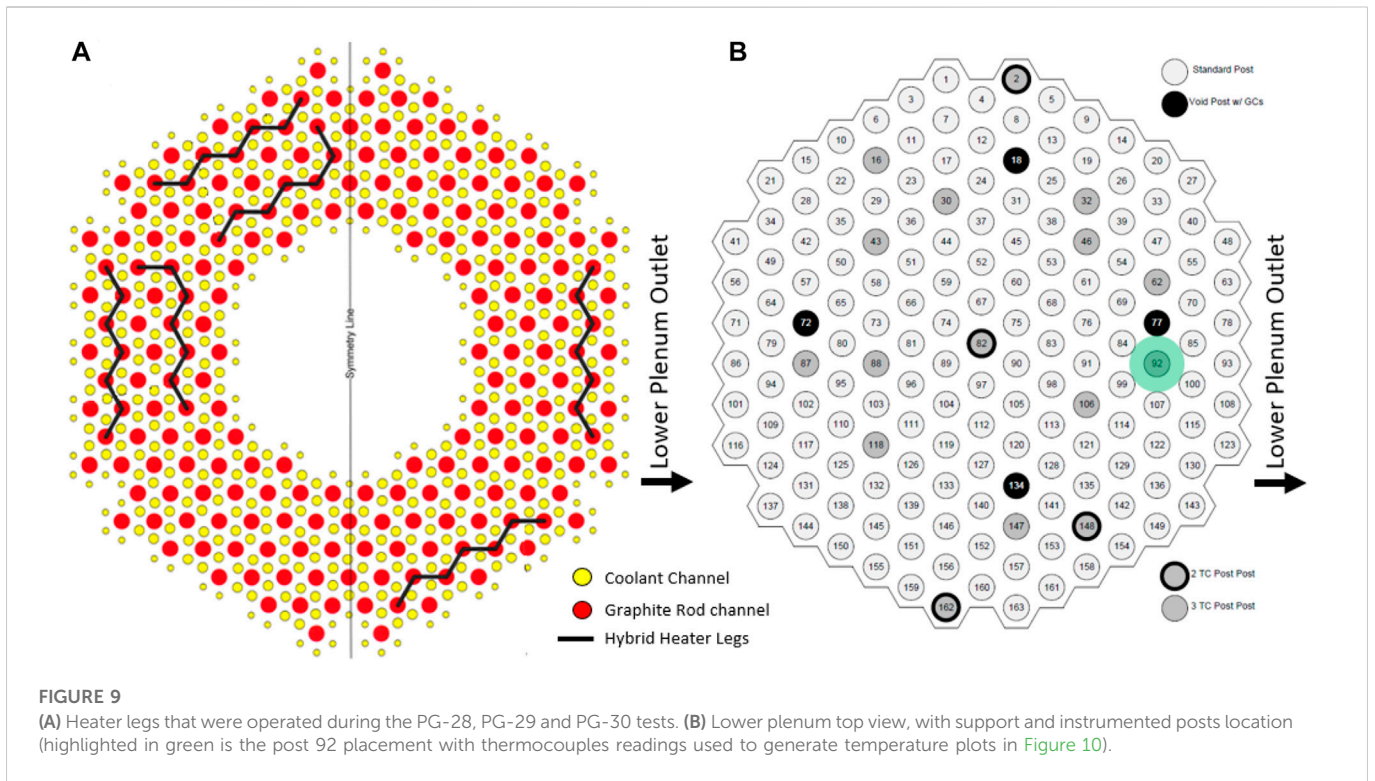 A
B
Symmetry Line
Lower Plenum Outlet
Coolant Channel
Graphite Rod channel
Hybrid Heater Legs
Standard Post
Void Post w/ GCs
1 2
3 4 5
6 7 8 9
10 11 12 13 14
15 16 17 18 19 20
21 22 23 24 25 26 27
28 29 30 31 32 33
34 35 36 37 38 39 40
41 42 43 44 45 46 47 48
49 50 51 52 53 54 55
56 57 58 59 60 61 62 63
64 65 66 67 68 69 70
71 72 73 74 75 76 77 78
79 80 81 82 83 84 85
86 87 88 89 90 91 92 93
94 95 96 97 98 99 100
101 102 103 104 105 106 107 108
109 110 111 112 113 114 115
116 117 118 119 120 121 122 123
124 125 126 127 128 129 130
131 132 133 134 135 136
137 138 139 140 141 142 143
144 145 146 147 148 149
150 151 152 153 154
155 156 157 158
159 160 161
162 163
Lower Plenum Outlet
2 TC Post Post
3 TC Post Post
FIGURE 9
(A) Heater legs that were operated during the PG-28, PG-29 and PG-30 tests. (B) Lower plenum top view, with support and instrumented posts location
(highlighted in green is the post 92 placement with thermocouples readings used to generate temperature plots in Figure 10).